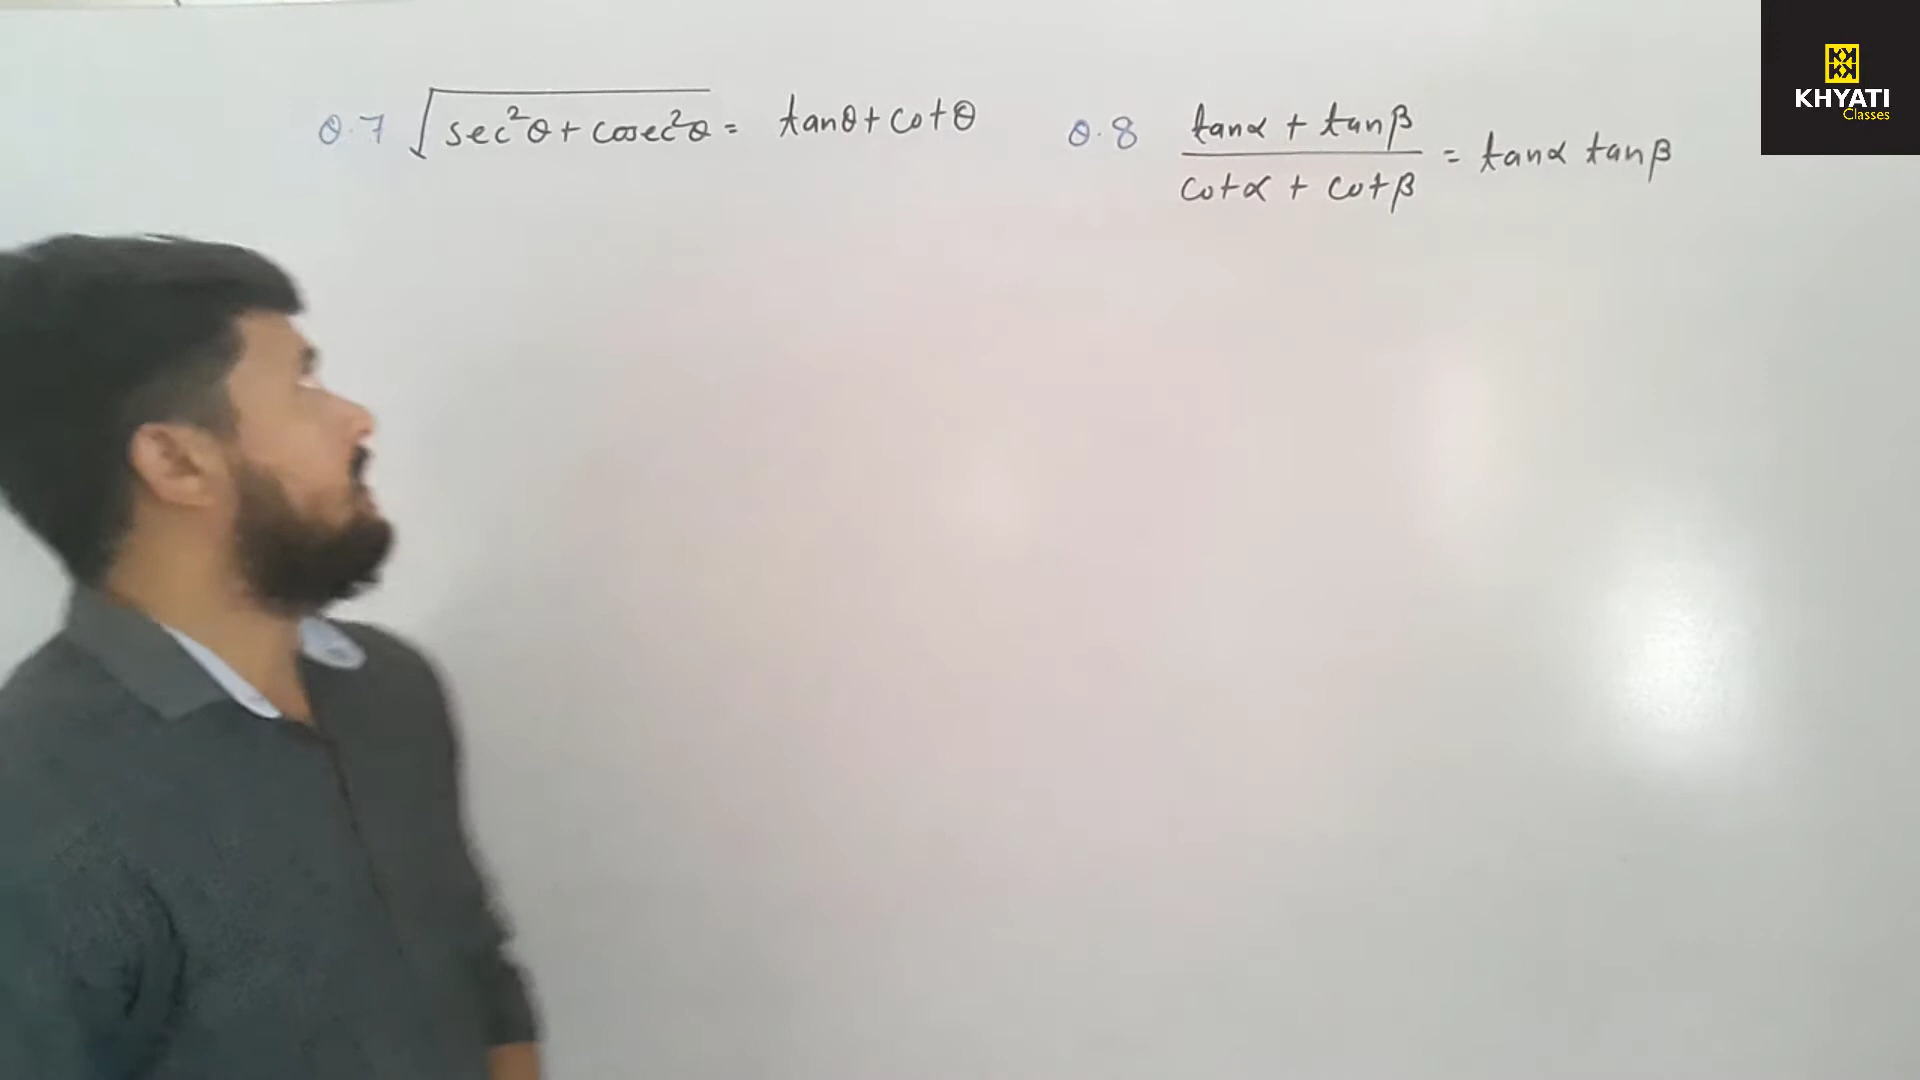 Q.7 √(sec²θ + cosec²θ) = tanθ + cotθ
Q.8 (tanα + tanβ)/(cotα + cotβ) = tanα tanβ
KHYATI
Classes